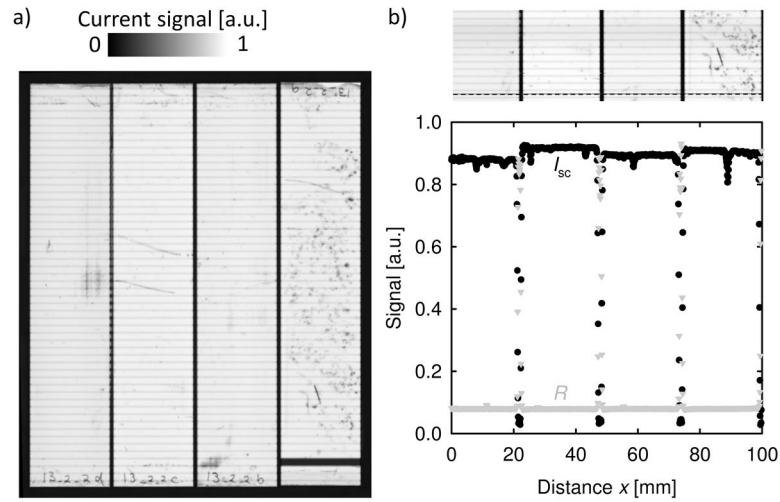 a)
Current signal [a.u.]
0 1
13_2_2a
13_2_2d
13_2_2c
13_2_2b
b)
1.0
0.8
0.6
0.4
0.2
0.0
Signal [a.u.]
Isc
R
0 20 40 60 80 100
Distance x [mm]